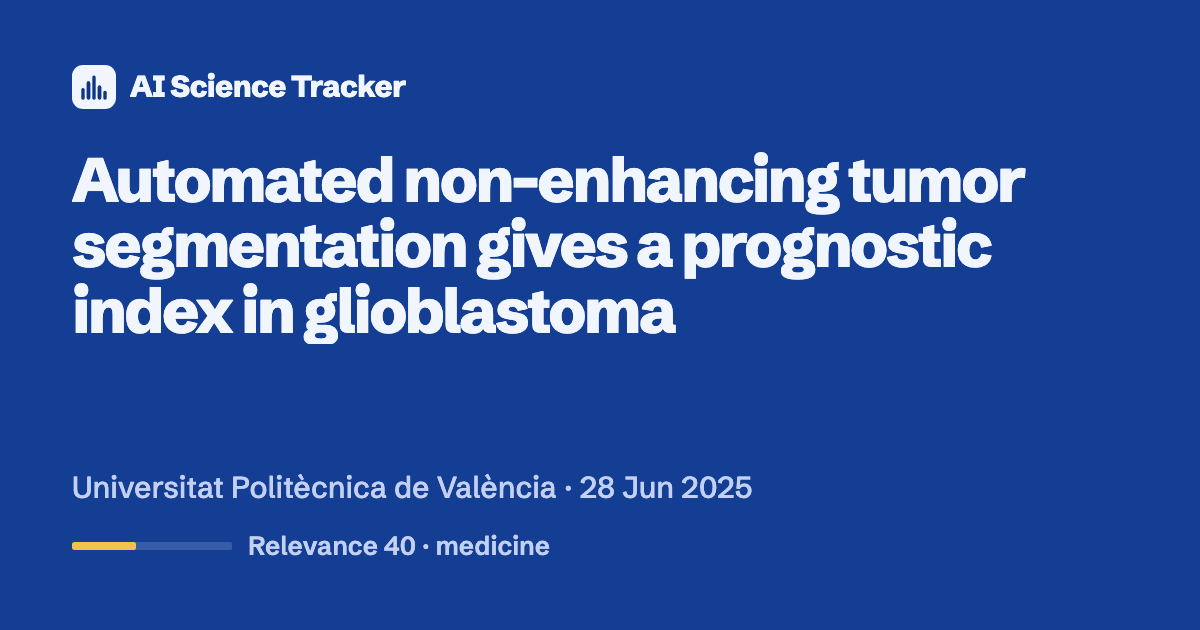 AI Science Tracker
Automated non-enhancing tumor
segmentation gives a prognostic
index in glioblastoma
Universitat Politècnica de València · 28 Jun 2025
Relevance 40 · medicine